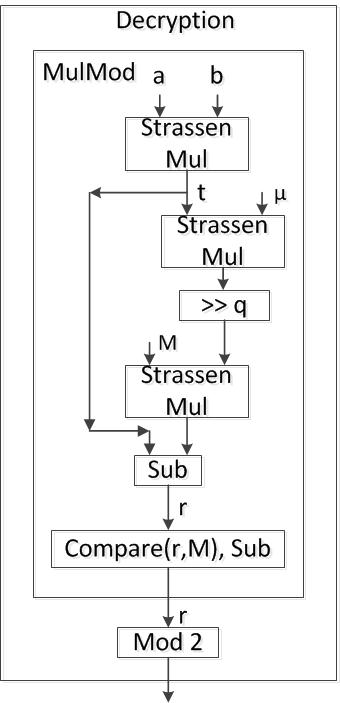 Decryption
MulMod
a b
Strassen
Mul
t
μ
Strassen
Mul
>> q
M
Strassen
Mul
Sub
r
Compare(r,M), Sub
r
Mod 2